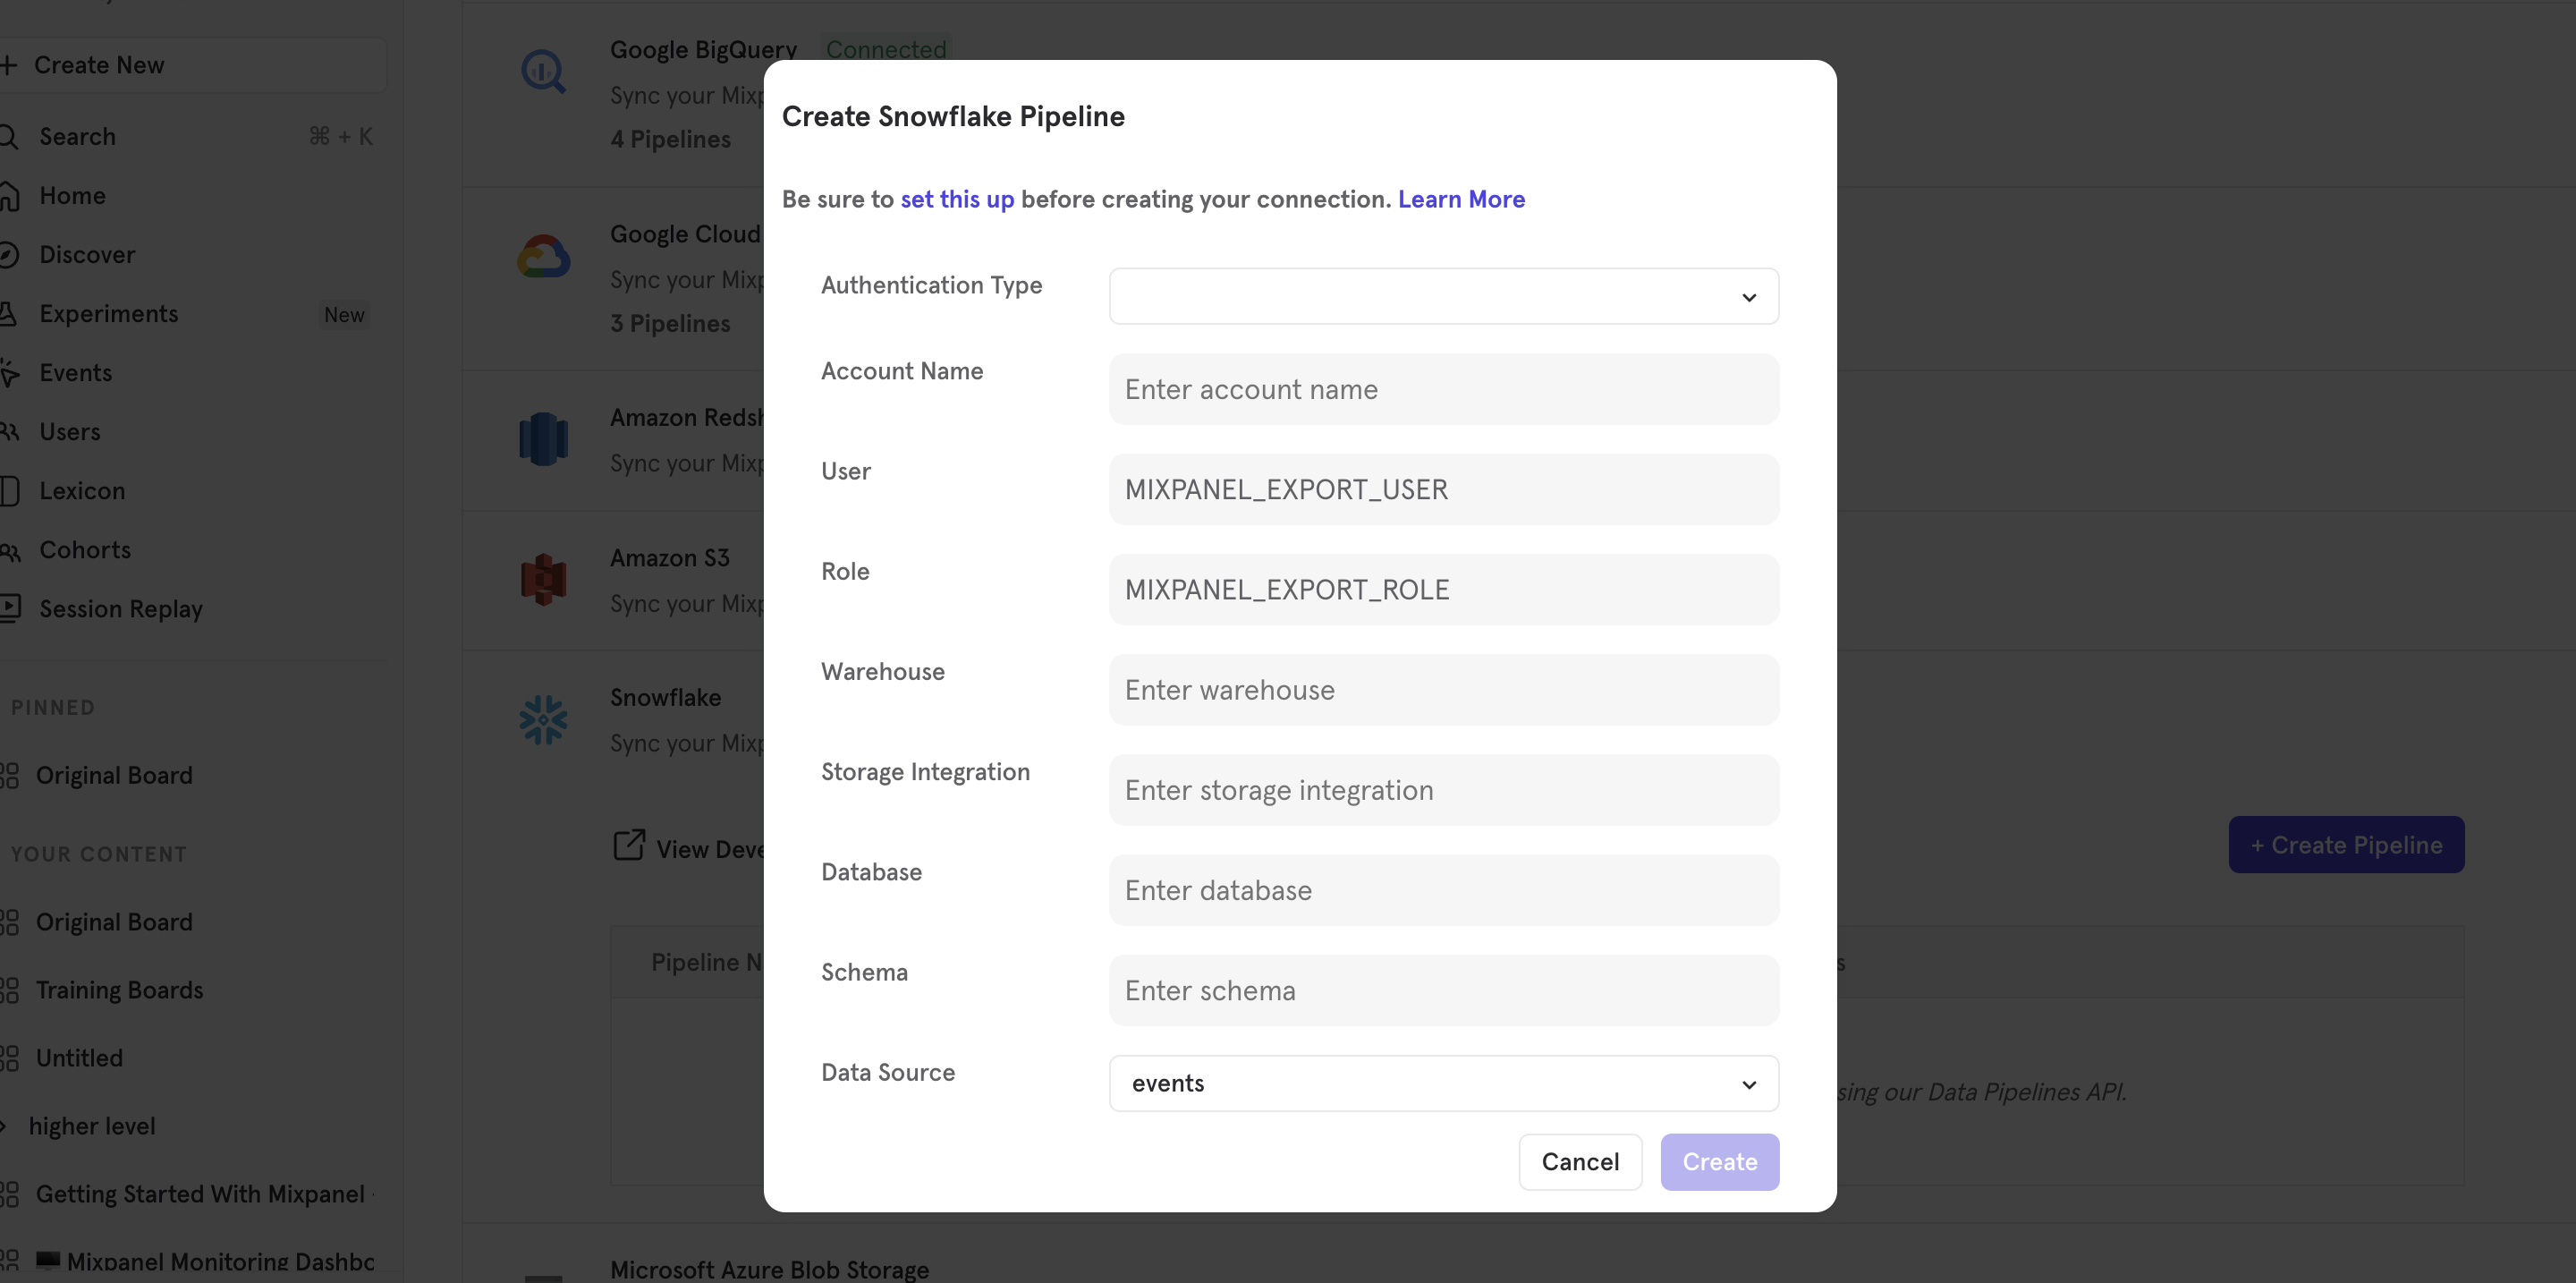 Create New
Search
⌘ + K
Home
Discover
Experiments
New
Events
Users
Lexicon
Cohorts
Session Replay
PINNED
Original Board
YOUR CONTENT
Original Board
Training Boards
Untitled
higher level
Getting Started With Mixpanel
Mixpanel Monitoring Dashbo
Google BigQuery
Connected
Sync your Mixp
4 Pipelines
Google Cloud
Sync your Mixp
3 Pipelines
Amazon Redsh
Sync your Mixp
Amazon S3
Sync your Mixp
Snowflake
Sync your Mixp
View Deve
+ Create Pipeline
Pipeline N
s
sing our Data Pipelines API.
Microsoft Azure Blob Storage
Create Snowflake Pipeline
Be sure to set this up before creating your connection. Learn More
Authentication Type
Account Name
Enter account name
User
MIXPANEL_EXPORT_USER
Role
MIXPANEL_EXPORT_ROLE
Warehouse
Enter warehouse
Storage Integration
Enter storage integration
Database
Enter database
Schema
Enter schema
Data Source
events
Cancel
Create